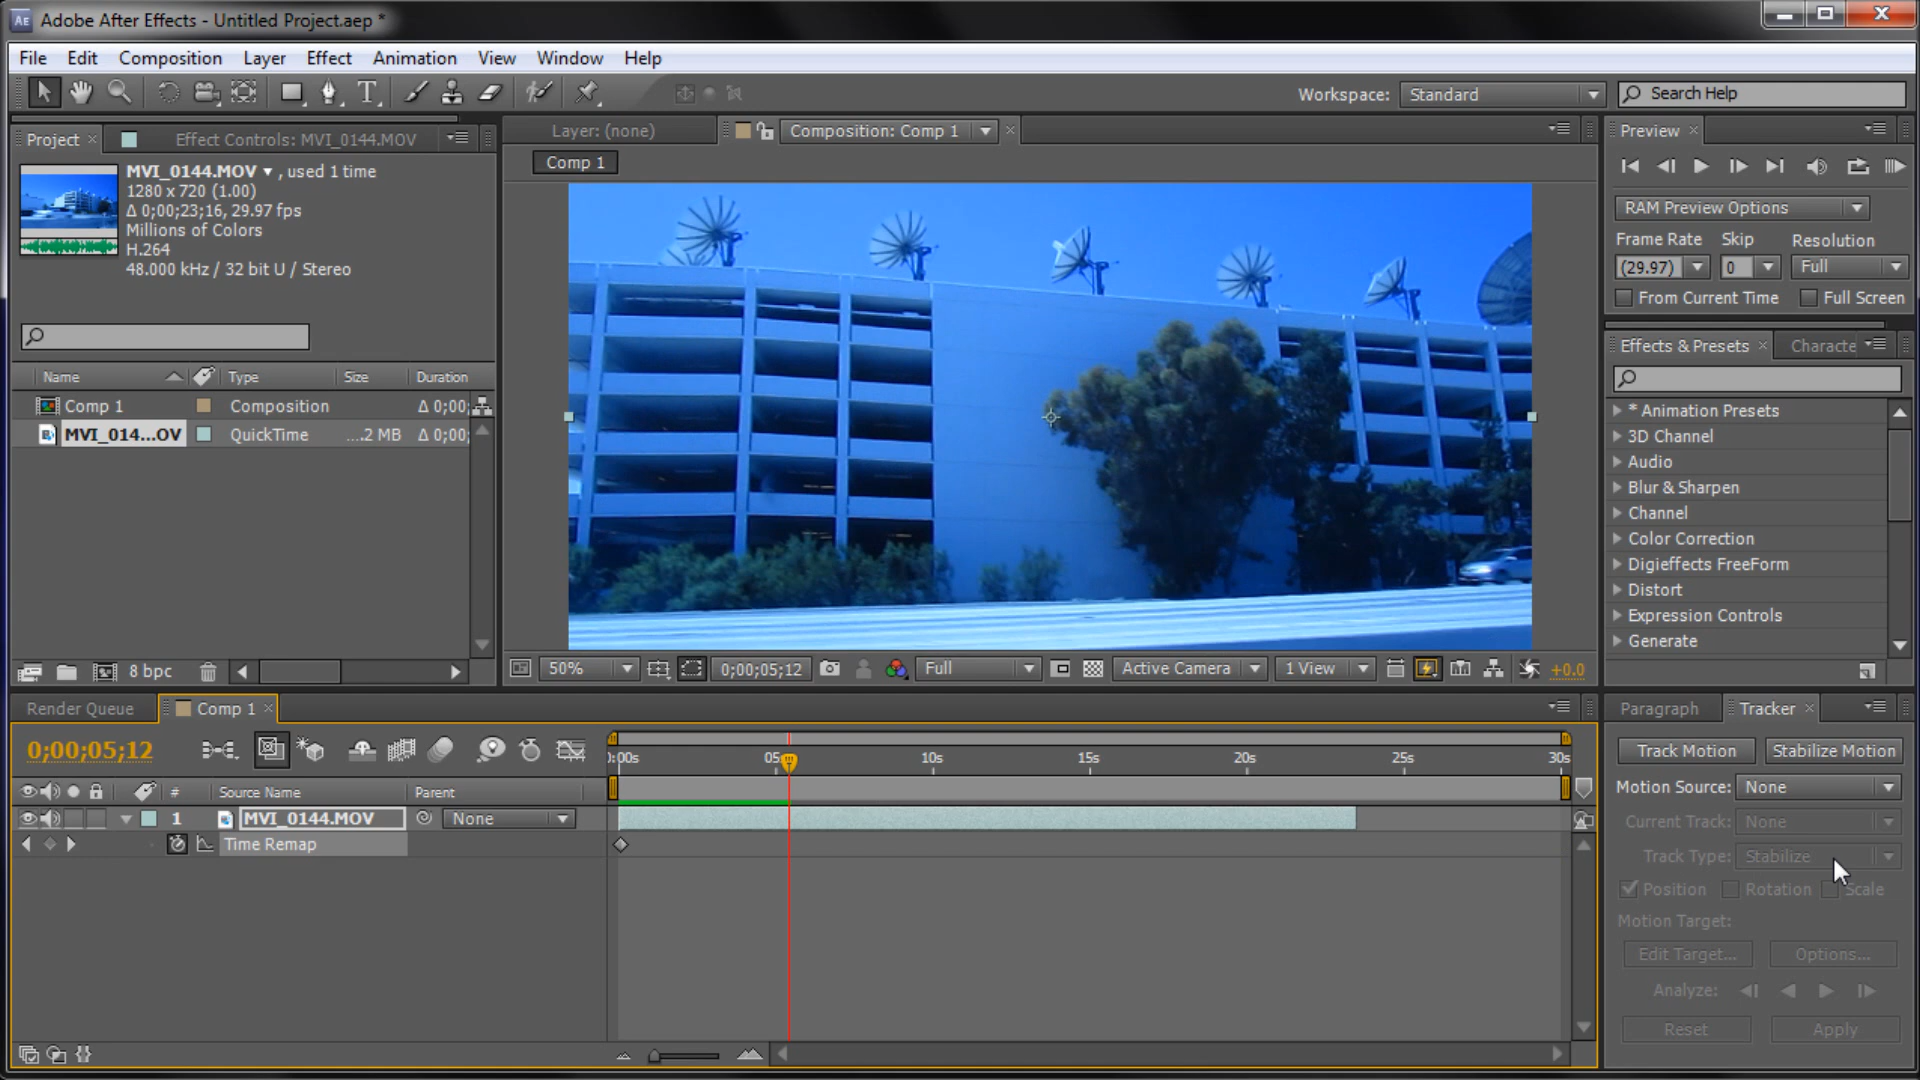 Adobe After Effects - Untitled Project.aep *
File Edit Composition Layer Effect Animation View Window Help
Workspace: Standard Search Help
Project × Effect Controls: MVI_0144.MOV
MVI_0144.MOV ▼ , used 1 time
1280 x 720 (1.00)
Δ 0;00;23;16, 29.97 fps
Millions of Colors
H.264
48.000 kHz / 32 bit U / Stereo
Name Type Size Duration
Comp 1 Composition Δ 0;00;
MVI_014...OV QuickTime ....2 MB Δ 0;00;
8 bpc
Layer: (none) Composition: Comp 1
Comp 1
50% 0;00;05;12 Full Active Camera 1 View +0.0
Preview ×
RAM Preview Options
Frame Rate Skip Resolution
(29.97) 0 Full
From Current Time Full Screen
Effects & Presets × Characte
* Animation Presets
3D Channel
Audio
Blur & Sharpen
Channel
Color Correction
Digieffects FreeForm
Distort
Expression Controls
Generate
Render Queue Comp 1 ×
0;00;05;12
):00s 05s 10s 15s 20s 25s 30s
# Source Name Parent
1 MVI_0144.MOV None
Time Remap
Paragraph Tracker ×
Track Motion Stabilize Motion
Motion Source: None
Current Track: None
Track Type: Stabilize
Position Rotation Scale
Motion Target:
Edit Target... Options...
Analyze:
Reset Apply